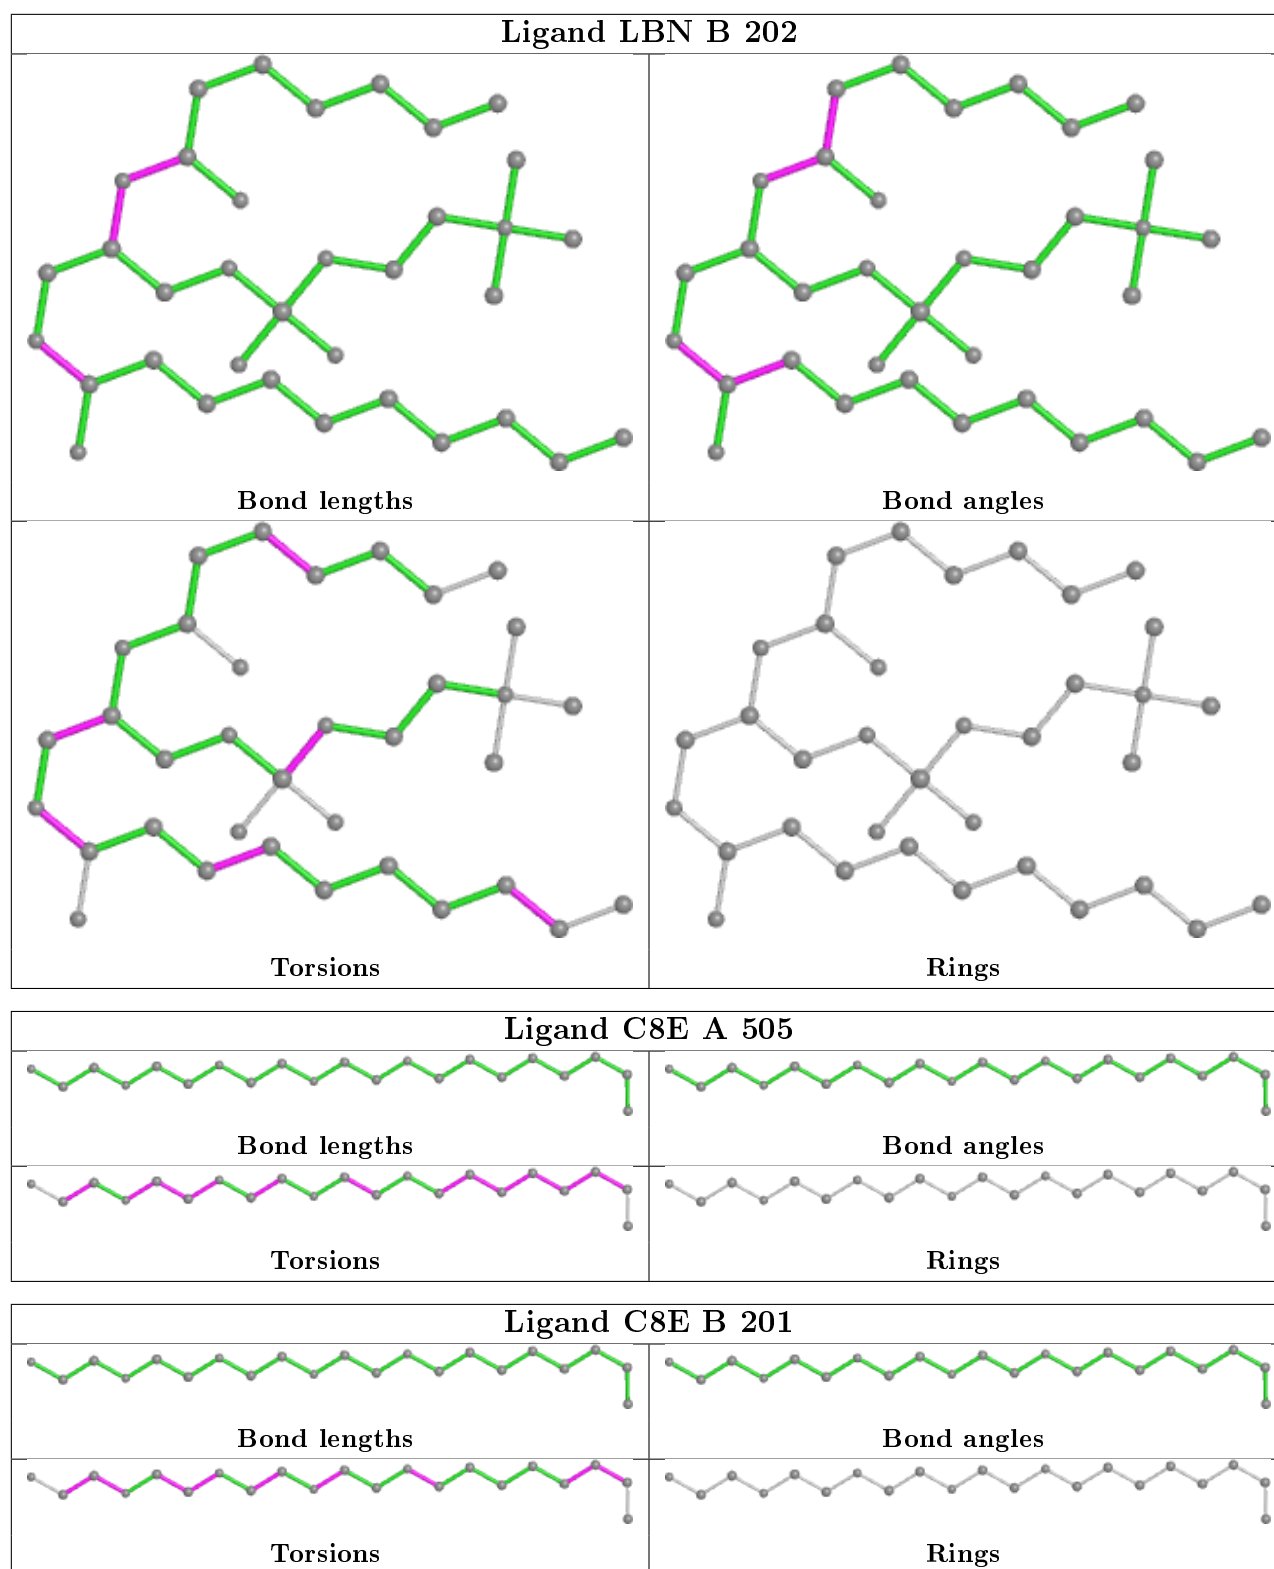 Ligand LBN B 202
Bond lengths
Bond angles
Torsions
Rings
Ligand C8E A 505
Bond lengths
Bond angles
Torsions
Rings
Ligand C8E B 201
Bond lengths
Bond angles
Torsions
Rings